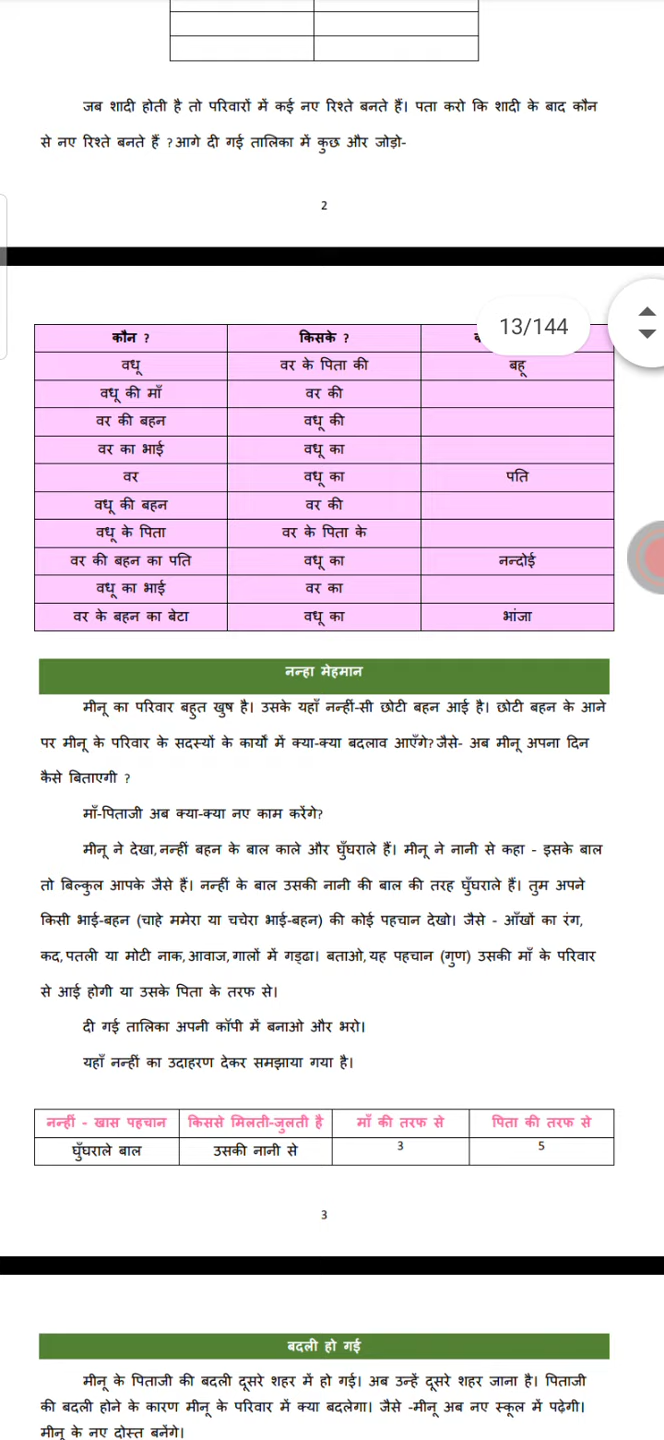 जब शादी होती है तो परिवारों में कई नए रिश्ते बनते हैं। पता करो कि शादी के बाद कौन
से नए रिश्ते बनते हैं ?आगे दी गई तालिका में कुछ और जोड़ो-
2
13/144
कौन ? किसके ?
वधू वर के पिता की बहू
वधू की माँ वर की
वर की बहन वधू की
वर का भाई वधू का
वर वधू का पति
वधू की बहन वर की
वधू के पिता वर के पिता के
वर की बहन का पति वधू का नन्दोई
वधू का भाई वर का
वर के बहन का बेटा वधू का भांजा
नन्हा मेहमान
मीनू का परिवार बहुत खुष है। उसके यहाँ नन्हीं-सी छोटी बहन आई है। छोटी बहन के आने
पर मीनू के परिवार के सदस्यों के कार्यों में क्या-क्या बदलाव आएँगे?जैसे- अब मीनू अपना दिन
कैसे बिताएगी ?
माँ-पिताजी अब क्या-क्या नए काम करेंगे?
मीनू ने देखा,नन्हीं बहन के बाल काले और घुँघराले हैं। मीनू ने नानी से कहा - इसके बाल
तो बिल्कुल आपके जैसे हैं। नन्हीं के बाल उसकी नानी की बाल की तरह घुँघराले हैं। तुम अपने
किसी भाई-बहन (चाहे ममेरा या चचेरा भाई-बहन) की कोई पहचान देखो। जैसे - आँखों का रंग,
कद,पतली या मोटी नाक,आवाज,गालों में गड्ढा। बताओ,यह पहचान (गुण) उसकी माँ के परिवार
से आई होगी या उसके पिता के तरफ से।
दी गई तालिका अपनी कॉपी में बनाओ और भरो।
यहाँ नन्हीं का उदाहरण देकर समझाया गया है।
नन्हीं - खास पहचान किससे मिलती-जुलती है माँ की तरफ से पिता की तरफ से
घुँघराले बाल उसकी नानी से 3 5
3
बदली हो गई
मीनू के पिताजी की बदली दूसरे शहर में हो गई। अब उन्हें दूसरे शहर जाना है। पिताजी
की बदली होने के कारण मीनू के परिवार में क्या बदलेगा। जैसे -मीनू अब नए स्कूल में पढ़ेगी।
मीनू के नए दोस्त बनेंगे।